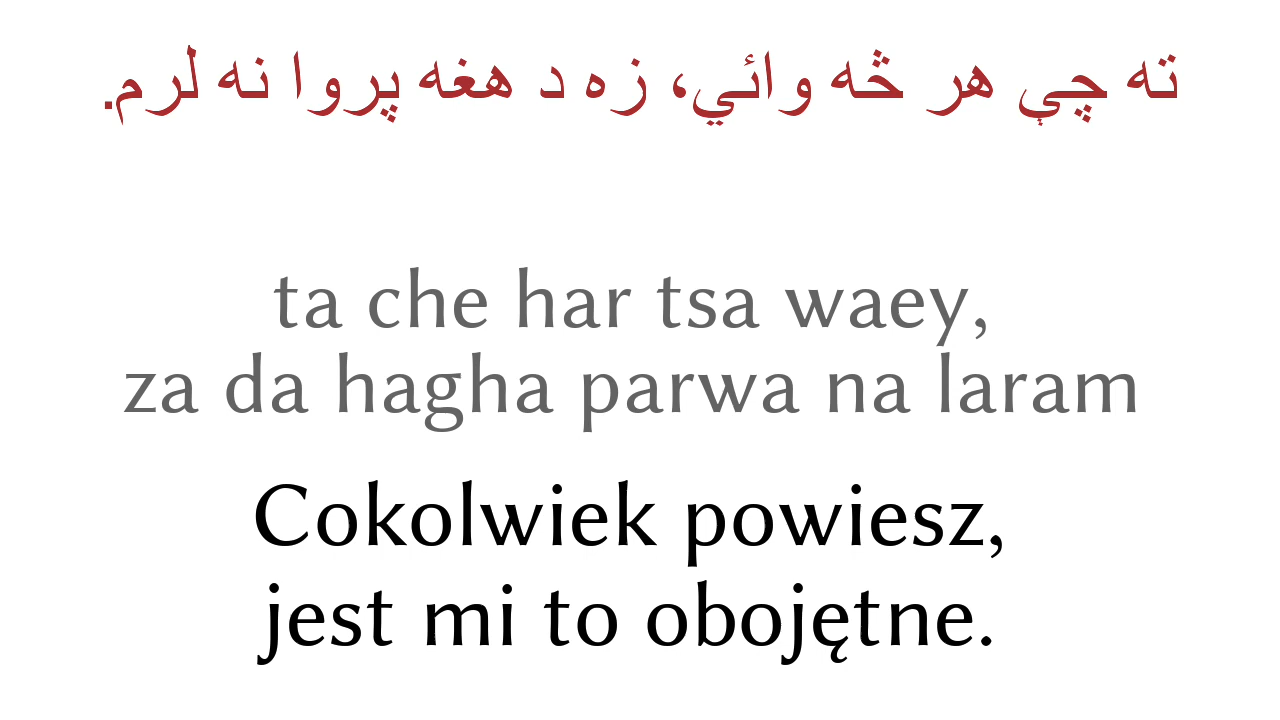 ته چې هر څه وائي، زه د هغه پروا نه لرم.
ta che har tsa waey,
za da hagha parwa na laram
Cokolwiek powiesz,
jest mi to obojętne.